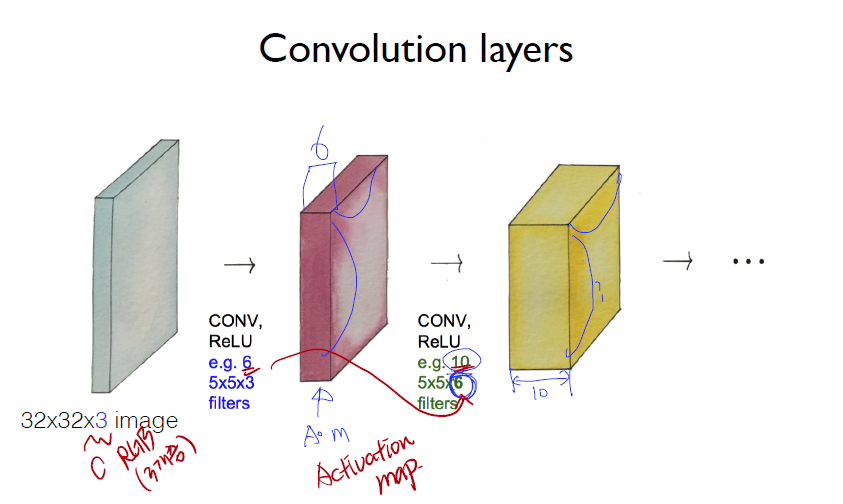 Convolution layers
6
CONV,
ReLU
e.g. 6
5x5x3
filters
CONV,
ReLU
e.g. 10
5x5x6
filters
...
?
10
32x32x3 image
A.M
C RGB
Activation
map